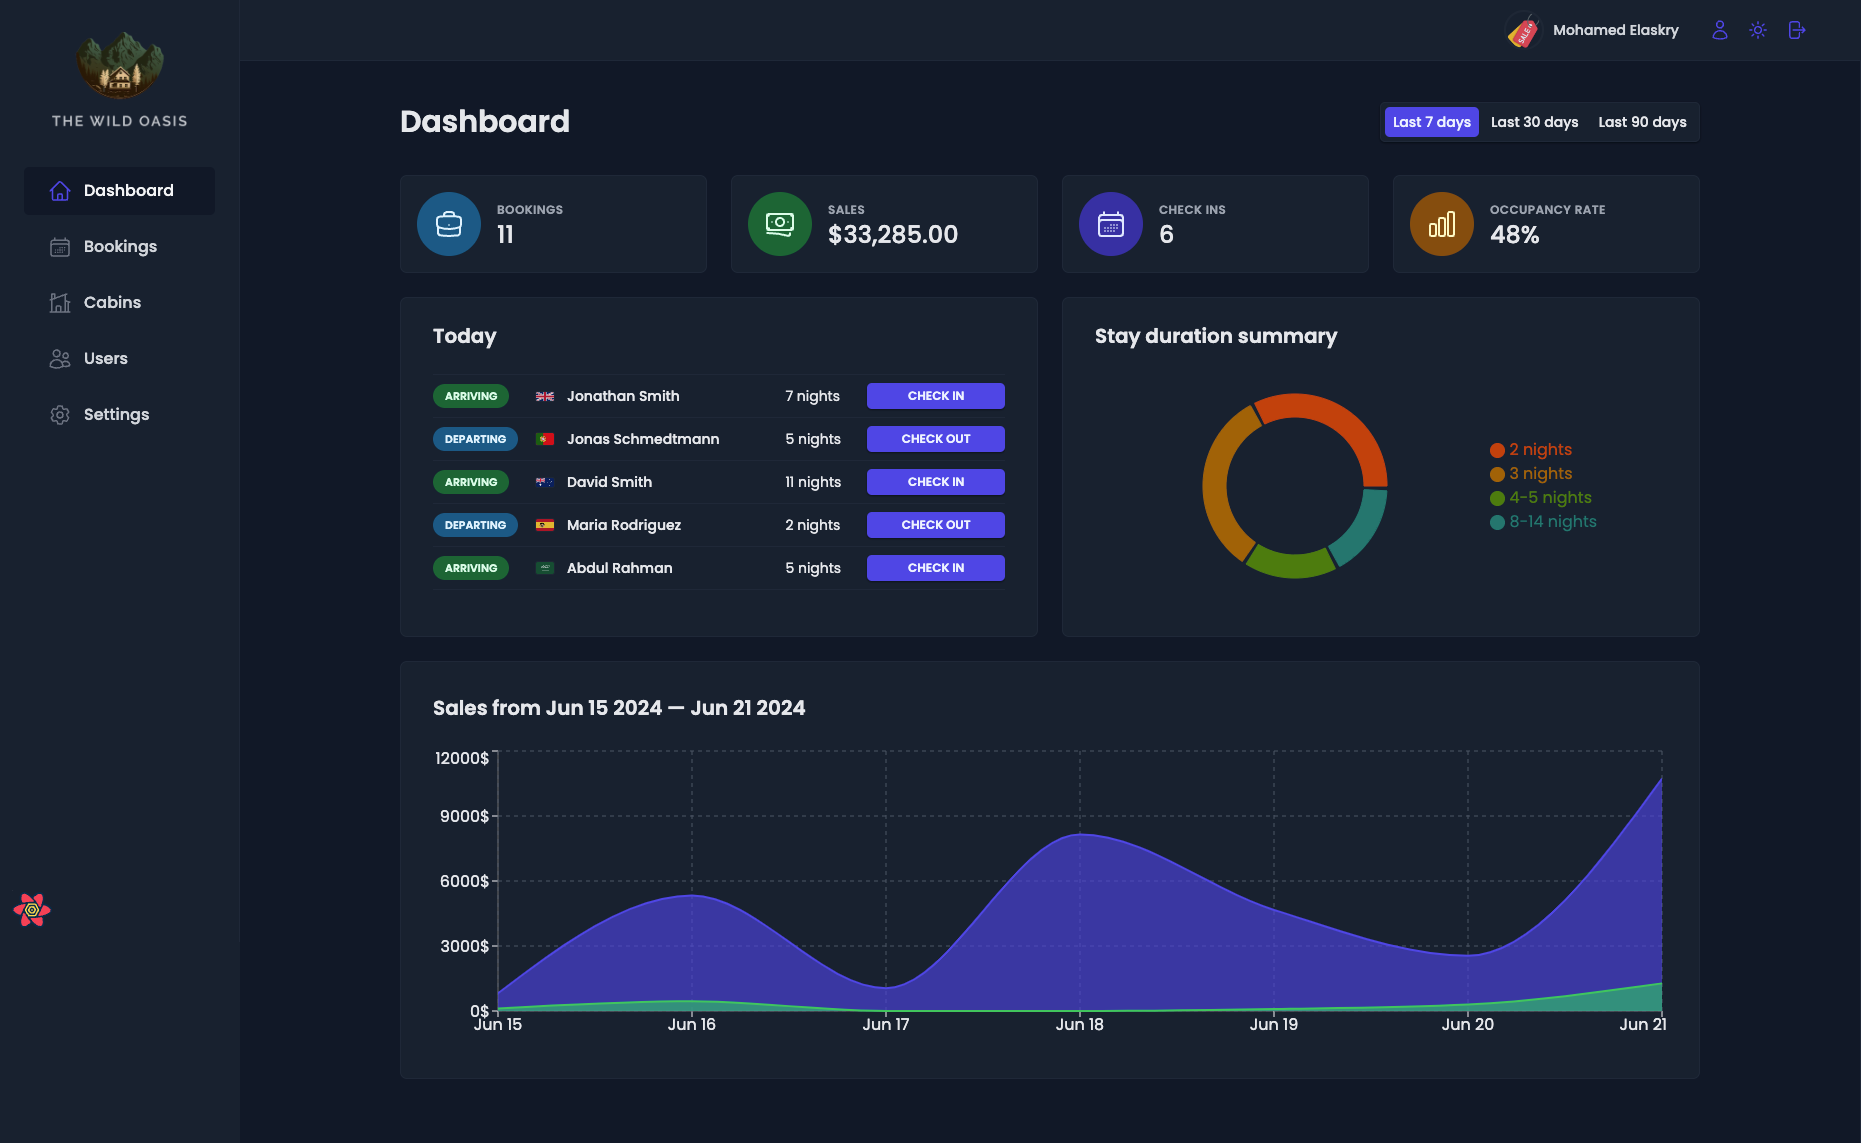 THE WILD OASIS
Dashboard
Bookings
Cabins
Users
Settings
SALE
Mohamed Elaskry
Dashboard
Last 7 days Last 30 days Last 90 days
BOOKINGS
11
SALES
$33,285.00
CHECK INS
6
OCCUPANCY RATE
48%
Today
ARRIVING Jonathan Smith 7 nights CHECK IN
DEPARTING Jonas Schmedtmann 5 nights CHECK OUT
ARRIVING David Smith 11 nights CHECK IN
DEPARTING Maria Rodriguez 2 nights CHECK OUT
ARRIVING Abdul Rahman 5 nights CHECK IN
Stay duration summary
2 nights
3 nights
4-5 nights
8-14 nights
Sales from Jun 15 2024 — Jun 21 2024
12000$
9000$
6000$
3000$
0$
Jun 15 Jun 16 Jun 17 Jun 18 Jun 19 Jun 20 Jun 21